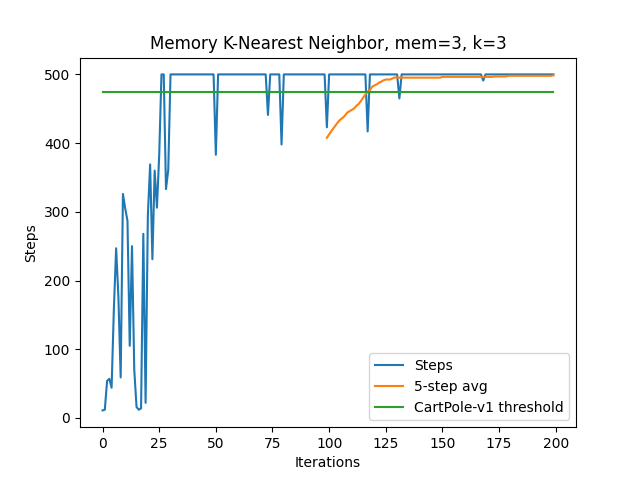 Memory K-Nearest Neighbor, mem=3, k=3
500
400
300
200
100
0
Steps
0 25 50 75 100 125 150 175 200
Iterations
Steps
5-step avg
CartPole-v1 threshold